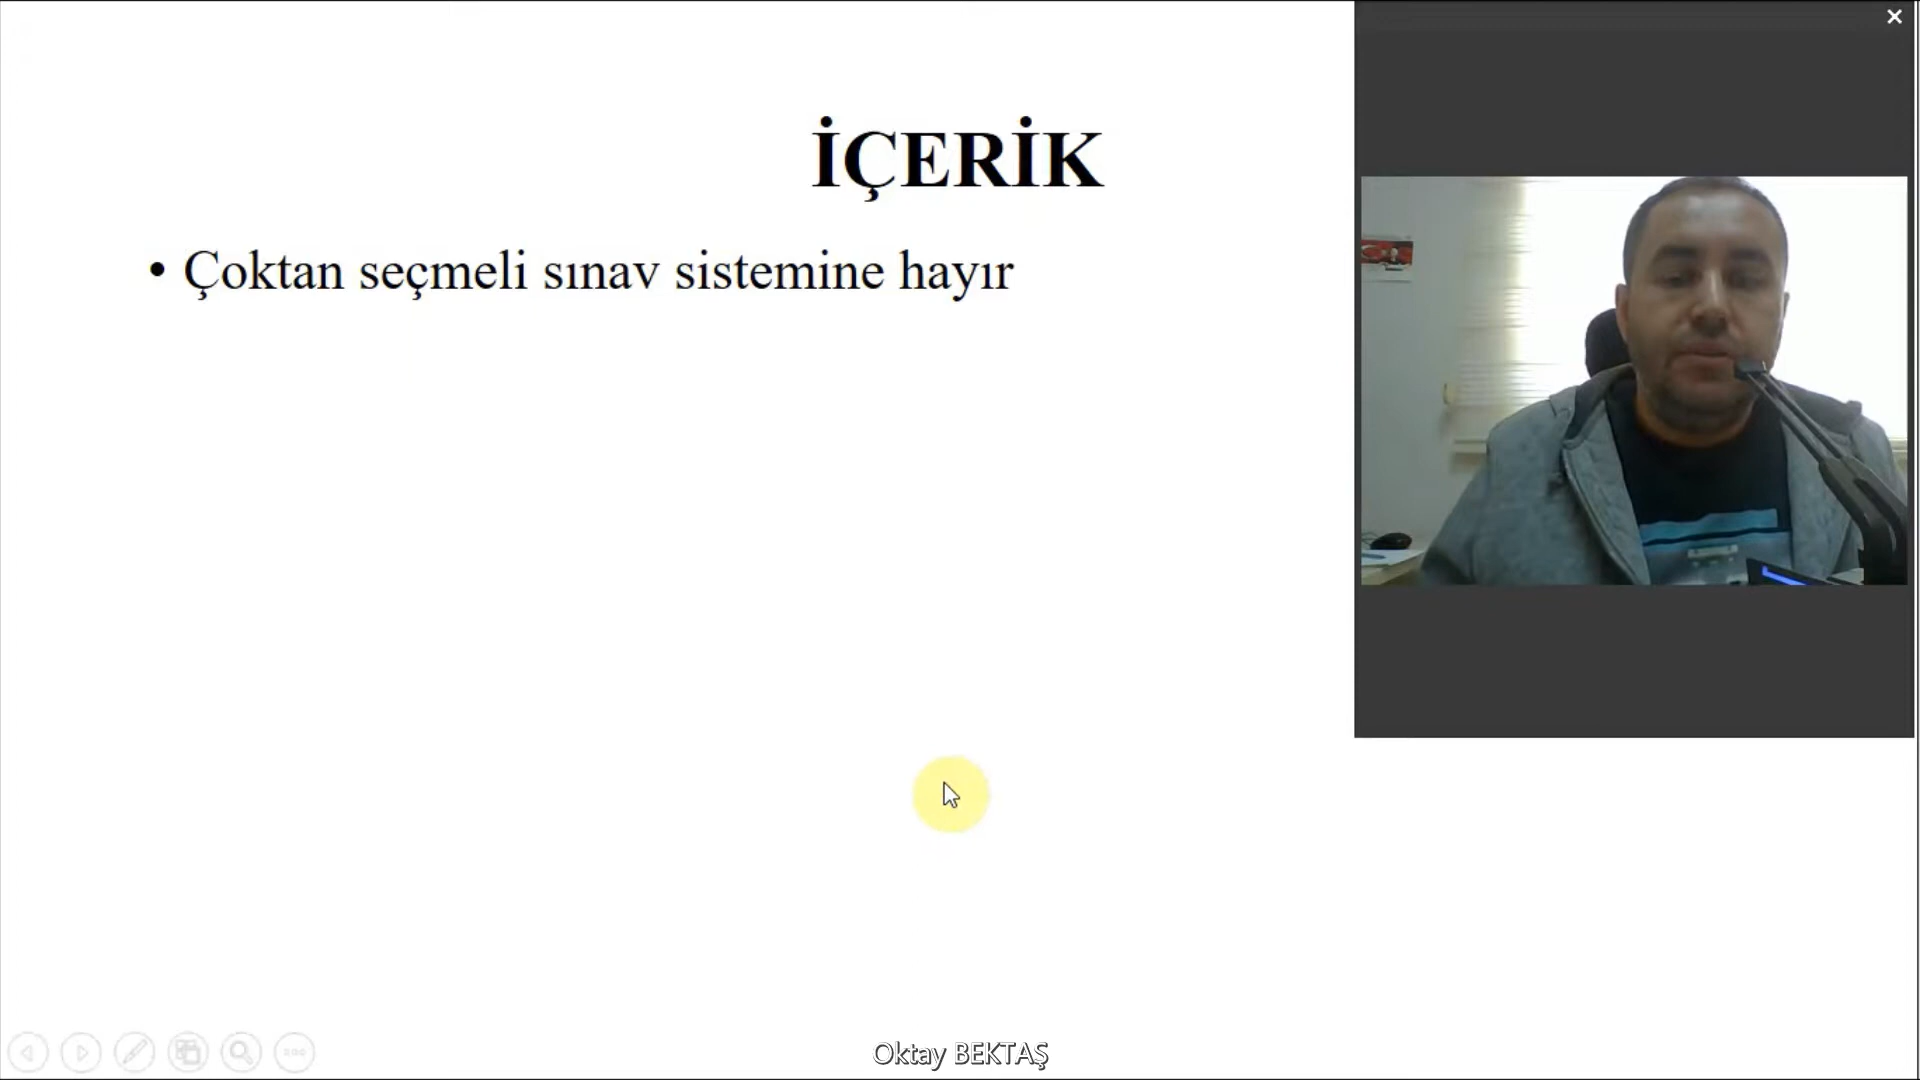 İÇERİK
• Çoktan seçmeli sınav sistemine hayır
Oktay BEKTAŞ